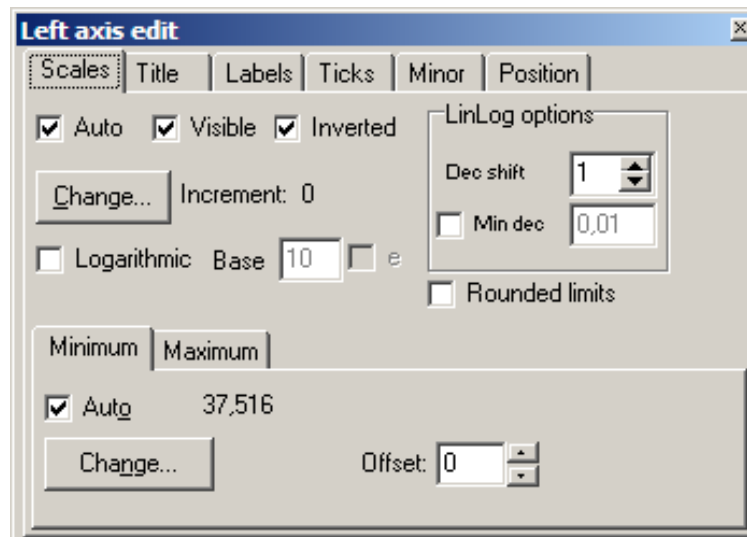 Left axis edit
Scales Title Labels Ticks Minor Position
Auto Visible Inverted
LinLog options
Change... Increment: 0
Dec shift 1
Min dec 0,01
Logarithmic Base 10 e
Rounded limits
Minimum Maximum
Auto 37,516
Change... Offset: 0